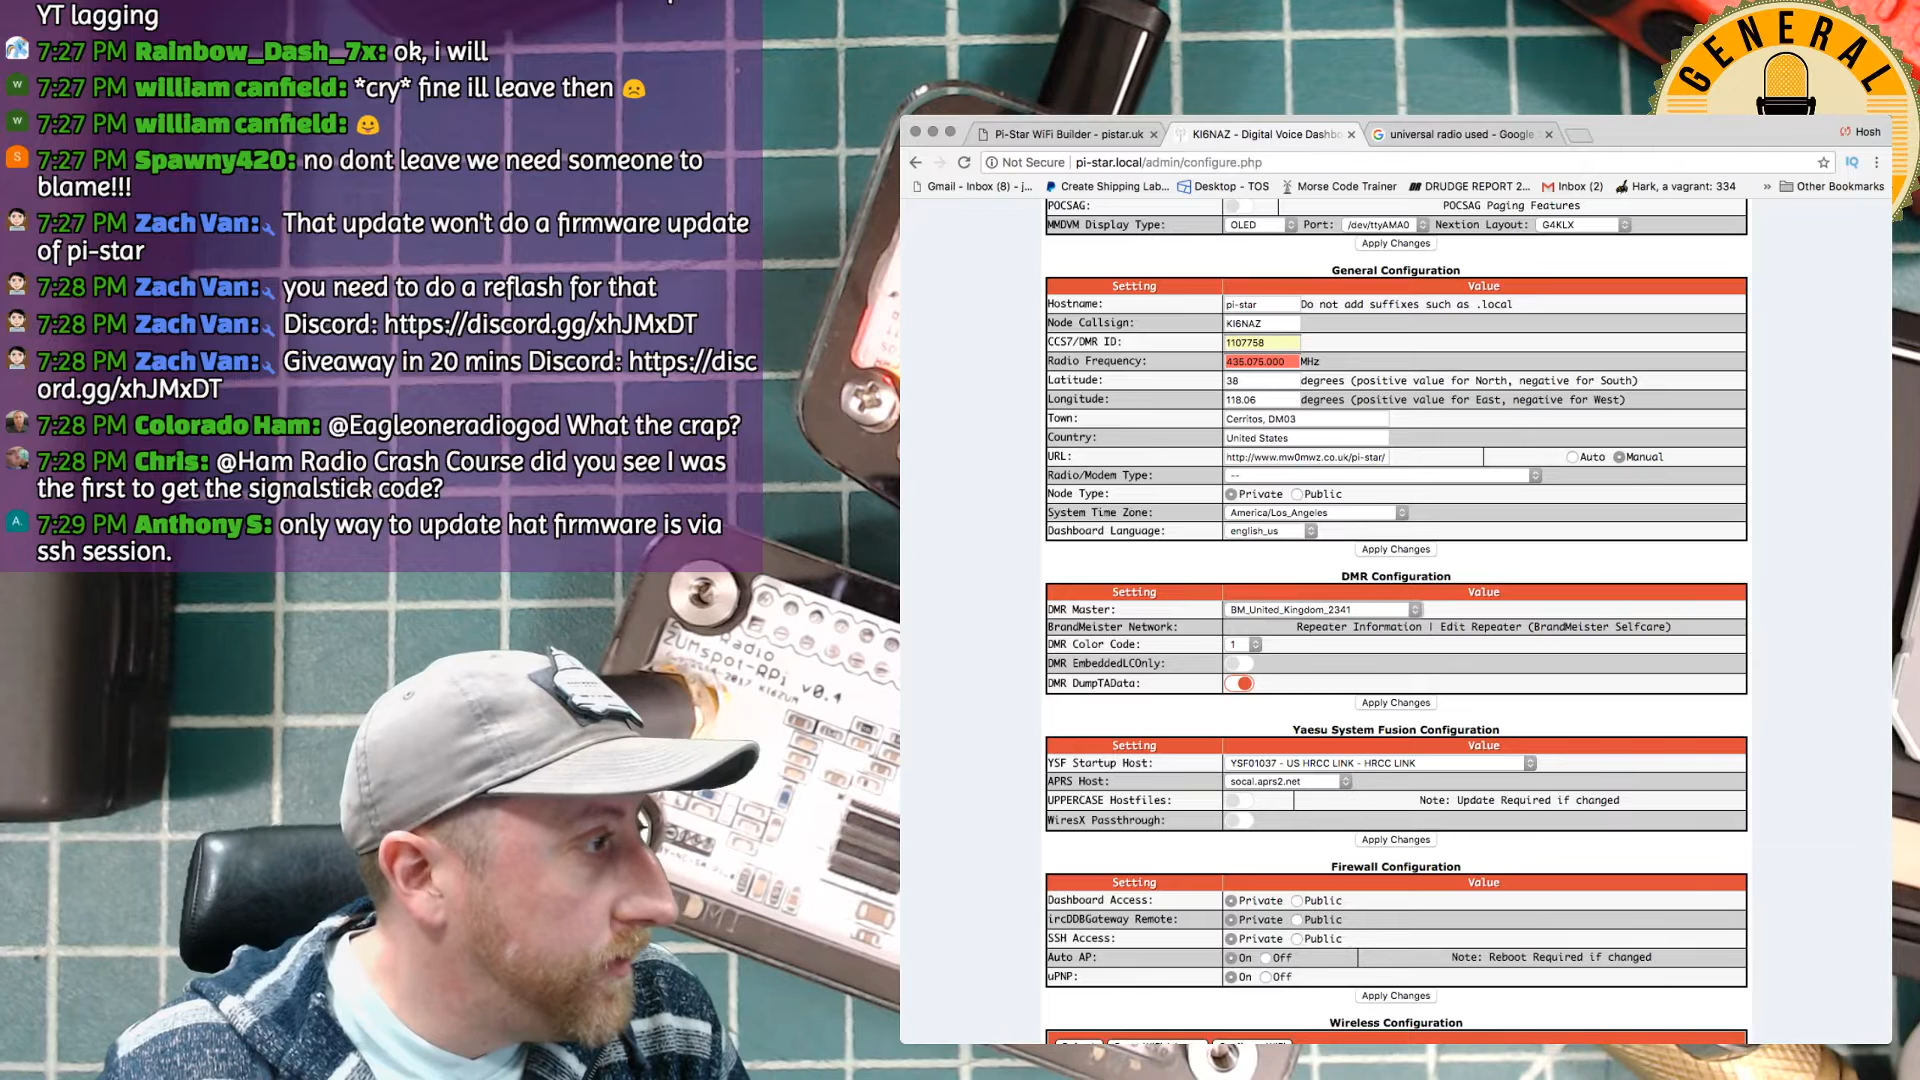 YT lagging
7:27 PM Rainbow_Dash_7x: ok, i will
W 7:27 PM william canfield: *cry* fine ill leave then
W 7:27 PM william canfield:
S 7:27 PM Spawny420: no dont leave we need someone to
blame!!!
7:27 PM Zach Van: That update won't do a firmware update
of pi-star
7:28 PM Zach Van: you need to do a reflash for that
7:28 PM Zach Van: Discord: https://discord.gg/xhJMxDT
7:28 PM Zach Van: Giveaway in 20 mins Discord: https://disc
ord.gg/xhJMxDT
7:28 PM Colorado Ham: @Eagleoneradiogod What the crap?
7:28 PM Chris: @Ham Radio Crash Course did you see I was
the first to get the signalstick code?
A. 7:29 PM Anthony S: only way to update hat firmware is via
ssh session.
Radio
ZUMspot-RPi v0.4
GENERAL
Pi-Star WiFi Builder - pistar.uk
KI6NAZ - Digital Voice Dashbo
universal radio used - Google
Hosh
Not Secure | pi-star.local/admin/configure.php
IQ
Gmail - Inbox (8) - j... Create Shipping Lab... Desktop - TOS Morse Code Trainer DRUDGE REPORT 2... Inbox (2) Hark, a vagrant: 334 » Other Bookmarks
POCSAG: POCSAG Paging Features
MMDVM Display Type: OLED Port: /dev/ttyAMA0 Nextion Layout: G4KLX
Apply Changes
General Configuration
Setting Value
Hostname: pi-star Do not add suffixes such as .local
Node Callsign: KI6NAZ
CCS7/DMR ID: 1107758
Radio Frequency: 435.075.000 MHz
Latitude: 38 degrees (positive value for North, negative for South)
Longitude: 118.06 degrees (positive value for East, negative for West)
Town: Cerritos, DM03
Country: United States
URL: http://www.mw0mwz.co.uk/pi-star/ Auto Manual
Radio/Modem Type: --
Node Type: Private Public
System Time Zone: America/Los_Angeles
Dashboard Language: english_us
Apply Changes
DMR Configuration
Setting Value
DMR Master: BM_United_Kingdom_2341
BrandMeister Network: Repeater Information | Edit Repeater (BrandMeister Selfcare)
DMR Color Code: 1
DMR EmbeddedLCOnly:
DMR DumpTAData:
Apply Changes
Yaesu System Fusion Configuration
Setting Value
YSF Startup Host: YSF01037 - US HRCC LINK - HRCC LINK
APRS Host: socal.aprs2.net
UPPERCASE Hostfiles: Note: Update Required if changed
WiresX Passthrough:
Apply Changes
Firewall Configuration
Setting Value
Dashboard Access: Private Public
ircDDBGateway Remote: Private Public
SSH Access: Private Public
Auto AP: On Off Note: Reboot Required if changed
uPNP: On Off
Apply Changes
Wireless Configuration